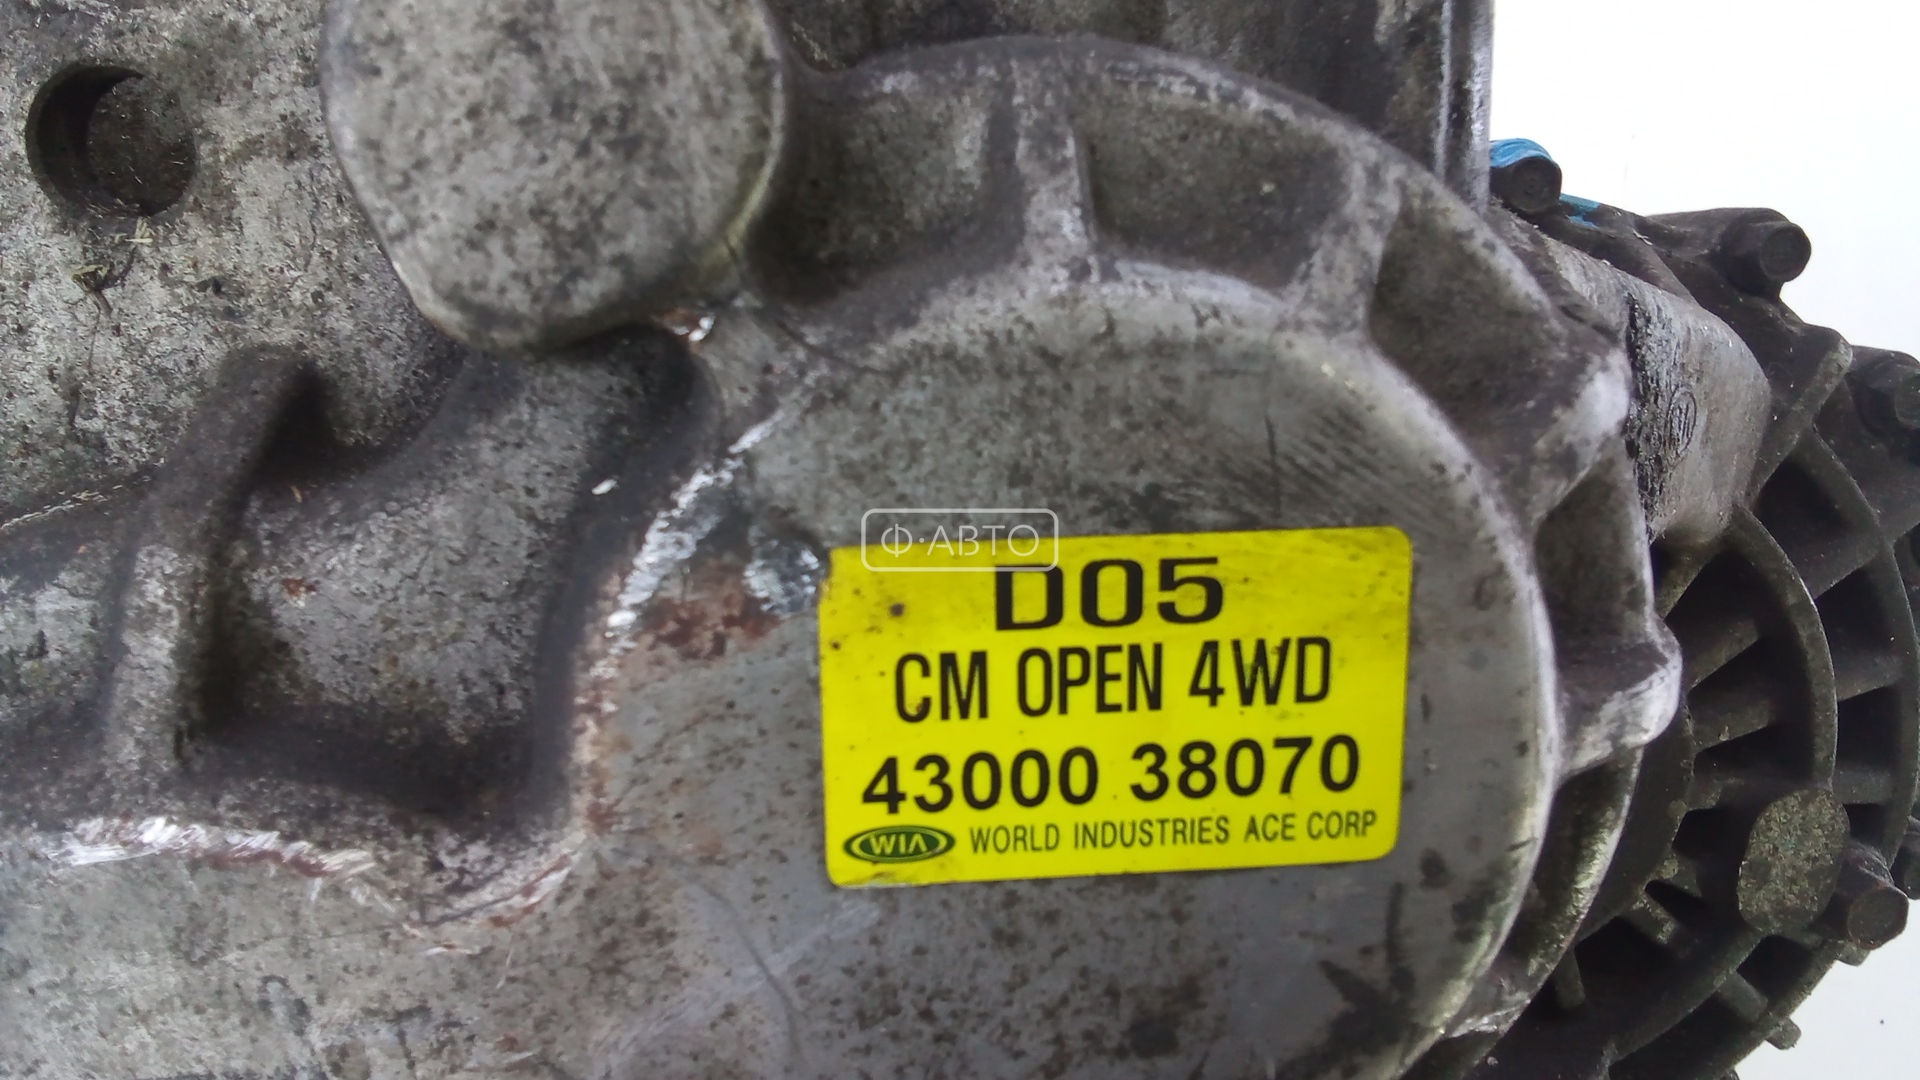 Ф·АВТО
D05
CM OPEN 4WD
43000 38070
WIA WORLD INDUSTRIES ACE CORP